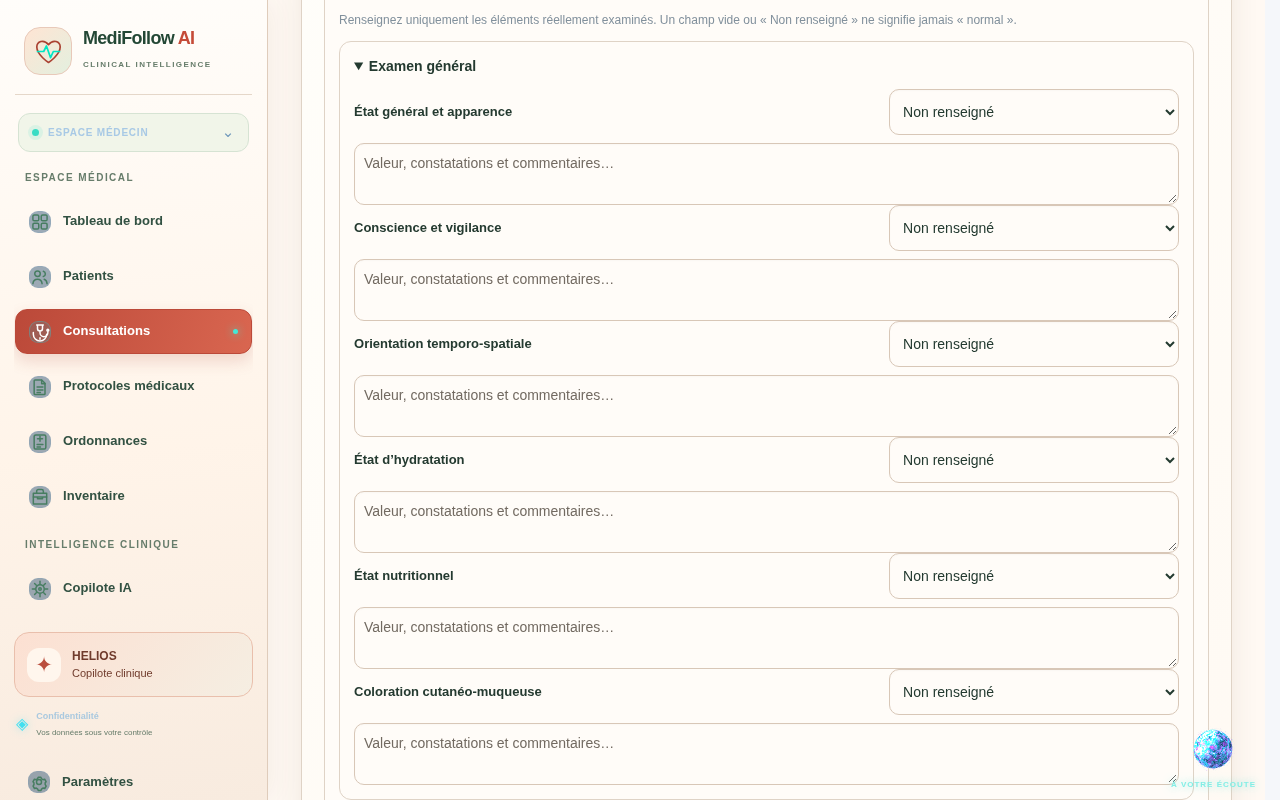 MediFollow AI
CLINICAL INTELLIGENCE
ESPACE MÉDECIN
ESPACE MÉDICAL
Tableau de bord
Patients
Consultations
Protocoles médicaux
Ordonnances
Inventaire
INTELLIGENCE CLINIQUE
Copilote IA
HELIOS
Copilote clinique
Confidentialité
Vos données sous votre contrôle
Paramètres
Renseignez uniquement les éléments réellement examinés. Un champ vide ou « Non renseigné » ne signifie jamais « normal ».
Examen général
État général et apparence
Non renseigné
Valeur, constatations et commentaires…
Conscience et vigilance
Non renseigné
Valeur, constatations et commentaires…
Orientation temporo-spatiale
Non renseigné
Valeur, constatations et commentaires…
État d’hydratation
Non renseigné
Valeur, constatations et commentaires…
État nutritionnel
Non renseigné
Valeur, constatations et commentaires…
Coloration cutanéo-muqueuse
Non renseigné
Valeur, constatations et commentaires…
À VOTRE ÉCOUTE